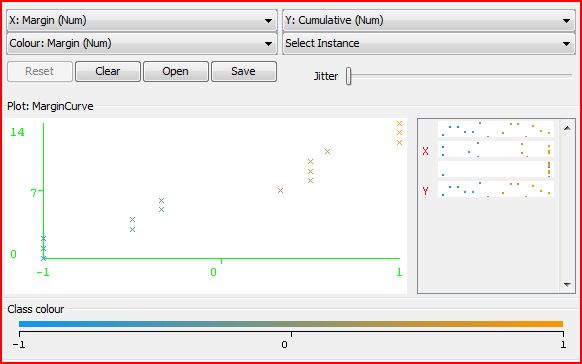 X: Margin (Num) Y: Cumulative (Num)
Colour: Margin (Num) Select Instance
Reset Clear Open Save Jitter
Plot: MarginCurve
14
X
7
Y
0
-1 0 1
Class colour
-1 0 1